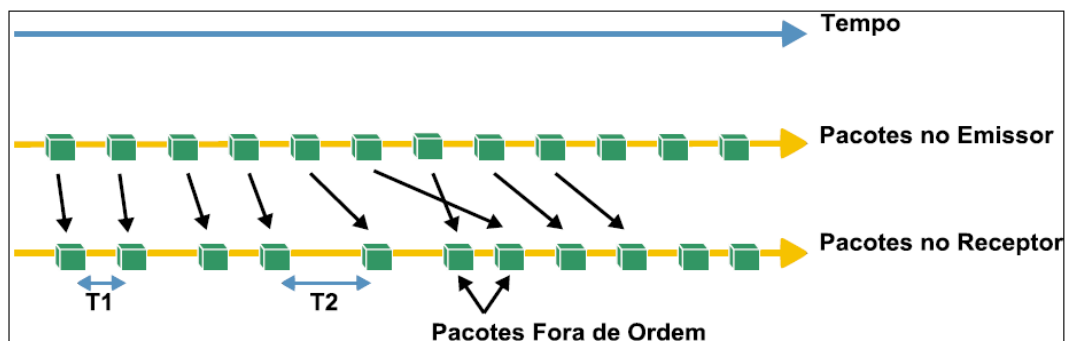 Tempo
Pacotes no Emissor
Pacotes no Receptor
T1
T2
Pacotes Fora de Ordem